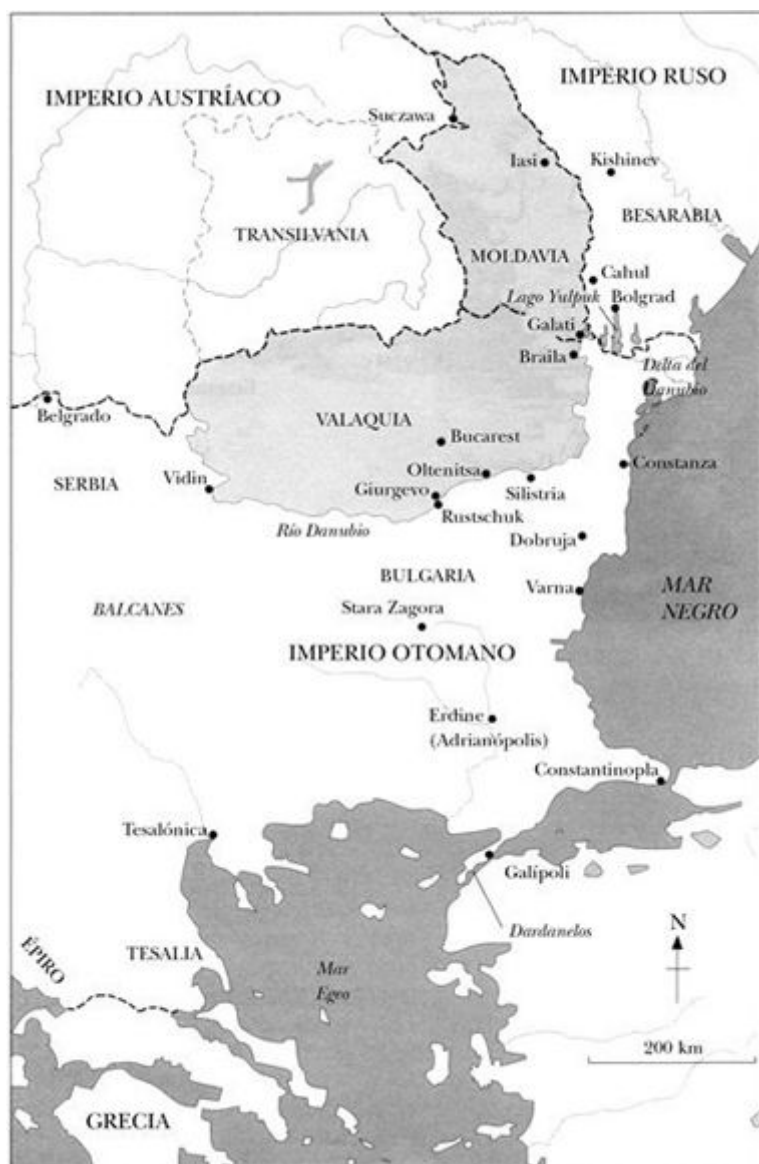 IMPERIO RUSO
IMPERIO AUSTRÍACO
Suczawa
Iasi
Kishinev
BESARABIA
TRANSILVANIA
MOLDAVIA
Cahul
Lago Yulpuk
Bolgrad
Galati
Braila
Delta del
Danubio
Belgrado
VALAQUIA
Bucarest
SERBIA
Vidin
Oltenitsa
Constanza
Giurgevo
Silistria
Rustschuk
Río Danubio
Dobruja
BULGARIA
BALCANES
Varna
MAR
NEGRO
Stara Zagora
IMPERIO OTOMANO
Erdine
(Adrianópolis)
Constantinopla
Tesalónica
Galípoli
Dardanelos
N
ÉPIRO
TESALIA
Mar
Egeo
200 km
GRECIA